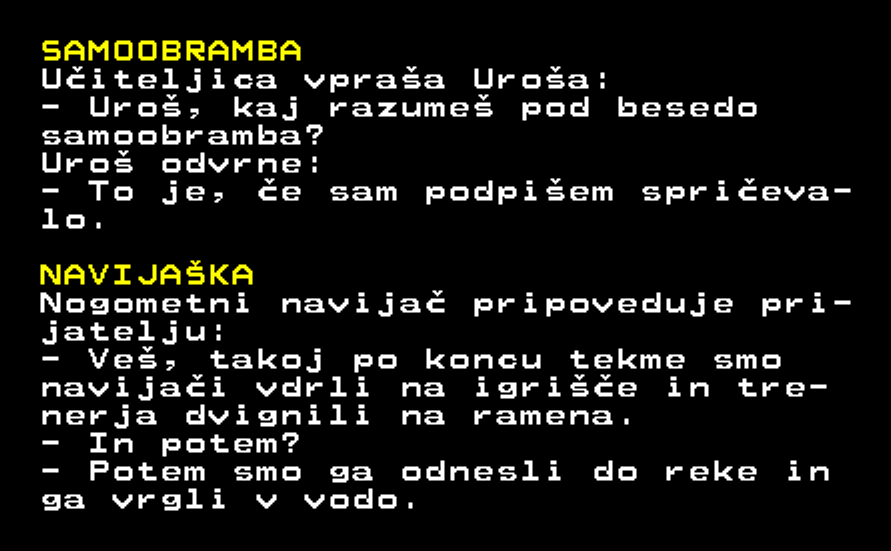 SAMOOBRAMBA
Učiteljica vpraša Uroša:
- Uroš, kaj razumeš pod besedo
samoobramba?
Uroš odvrne:
- To je, če sam podpišem spričeva-
lo.
NAVIJAŠKA
Nogometni navijač pripoveduje pri-
jatelju:
- Veš, takoj po koncu tekme smo
navijači vdrli na igrišče in tre-
nerja dvignili na ramena.
- In potem?
- Potem smo ga odnesli do reke in
ga vrgli v vodo.